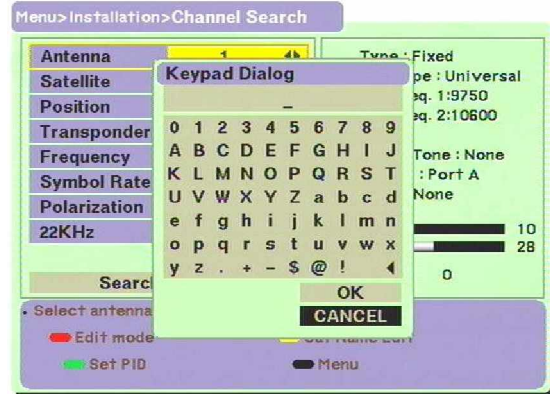 Menu>Installation>Channel Search
Antenna 1
Satellite
Position
Transponder
Frequency
Symbol Rate
Polarization
22KHz
Search
Type : Fixed
pe : Universal
eq. 1:9750
eq. 2:10600
Tone : None
: Port A
None
10
28
0
Keypad Dialog
_
0 1 2 3 4 5 6 7 8 9
A B C D E F G H I J
K L M N O P Q R S T
U V W X Y Z a b c d
e f g h i j k l m n
o p q r s t u v w x
y z . + - $ @ !
OK
CANCEL
Select antenna
Edit mode
Set PID
Menu